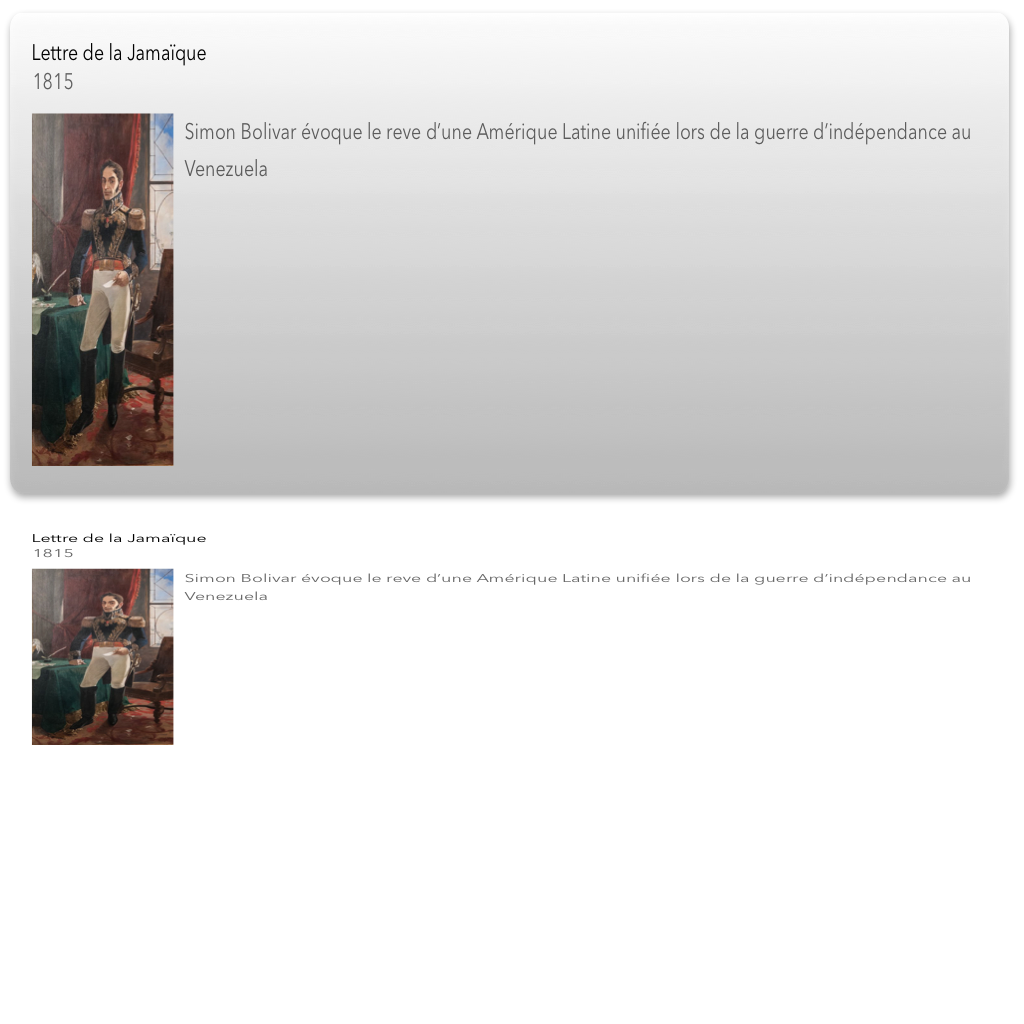 Lettre de la Jamaïque
1815
Simon Bolivar évoque le reve d’une Amérique Latine unifiée lors de la guerre d’indépendance au
Venezuela
Lettre de la Jamaïque
1815
Simon Bolivar évoque le reve d’une Amérique Latine unifiée lors de la guerre d’indépendance au
Venezuela